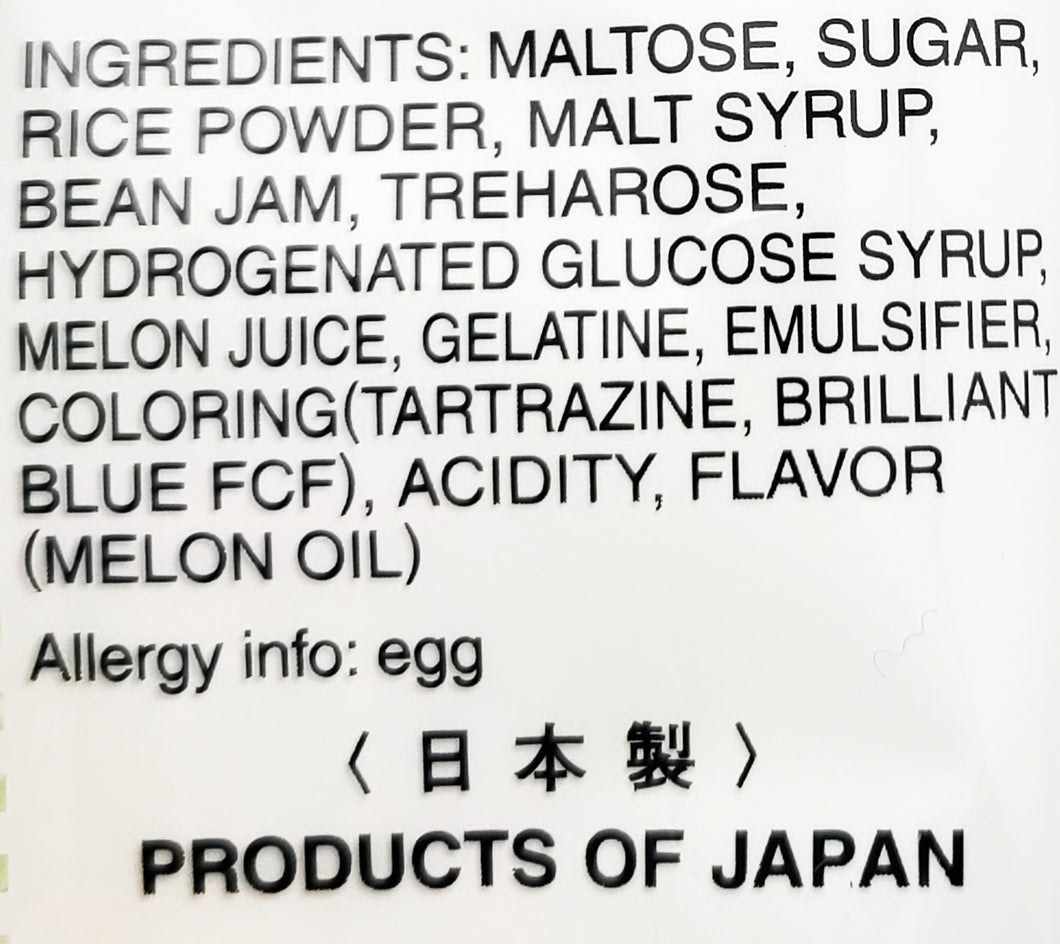 INGREDIENTS: MALTOSE, SUGAR,
RICE POWDER, MALT SYRUP,
BEAN JAM, TREHAROSE,
HYDROGENATED GLUCOSE SYRUP,
MELON JUICE, GELATINE, EMULSIFIER,
COLORING(TARTRAZINE, BRILLIANT
BLUE FCF), ACIDITY, FLAVOR
(MELON OIL)
Allergy info: egg
〈日本製〉
PRODUCTS OF JAPAN